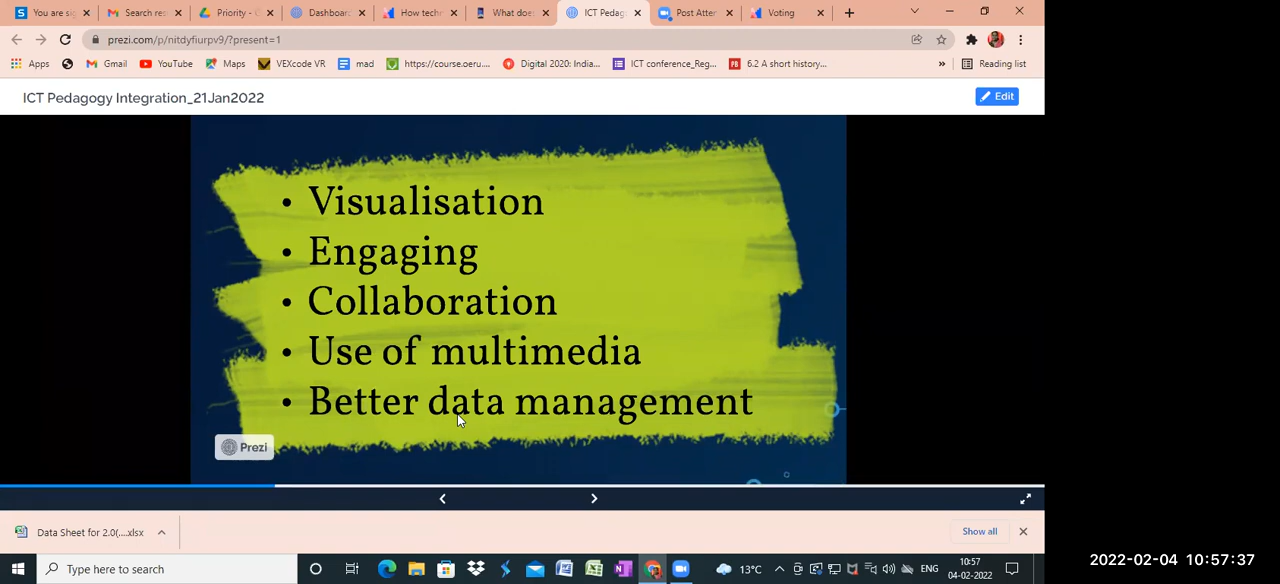 You are sig
Search res
Priority - G
Dashboar
How techn
What does
ICT Pedag
Post Atter
Voting
prezi.com/p/nitdyfiurpv9/?present=1
Apps
Gmail
YouTube
Maps
VEXcode VR
mad
https://course.oeru....
Digital 2020: India...
ICT conference_Reg...
6.2 A short history...
»
Reading list
ICT Pedagogy Integration_21Jan2022
Edit
• Visualisation
• Engaging
• Collaboration
• Use of multimedia
• Better data management
Prezi
Data Sheet for 2.0(....xlsx
Show all
Type here to search
13°C
ENG
10:57
04-02-2022
2022-02-04 10:57:37